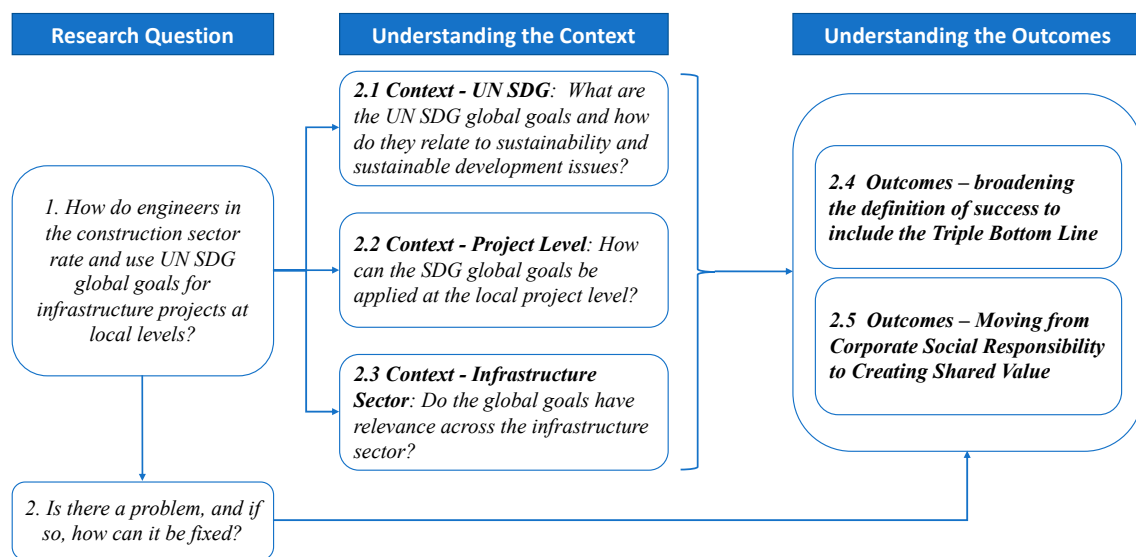 Research Question
Understanding the Context
Understanding the Outcomes
1. How do engineers in
the construction sector
rate and use UN SDG
global goals for
infrastructure projects at
local levels?
2. Is there a problem, and if
so, how can it be fixed?
2.1 Context - UN SDG: What are
the UN SDG global goals and how
do they relate to sustainability and
sustainable development issues?
2.2 Context - Project Level: How
can the SDG global goals be
applied at the local project level?
2.3 Context - Infrastructure
Sector: Do the global goals have
relevance across the infrastructure
sector?
2.4 Outcomes – broadening
the definition of success to
include the Triple Bottom Line
2.5 Outcomes – Moving from
Corporate Social Responsibility
to Creating Shared Value